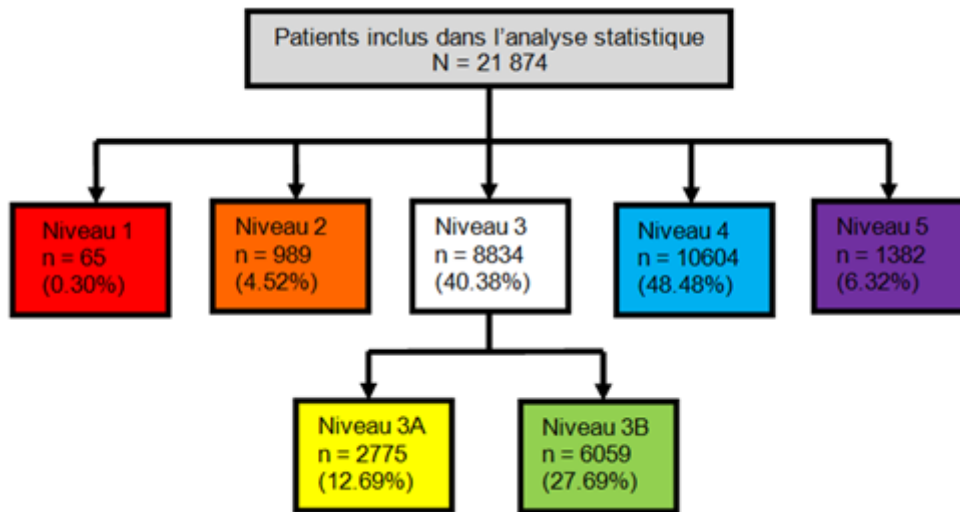 Patients inclus dans l'analyse statistique
N = 21 874
Niveau 1
n = 65
(0.30%)
Niveau 2
n = 989
(4.52%)
Niveau 3
n = 8834
(40.38%)
Niveau 4
n = 10604
(48.48%)
Niveau 5
n = 1382
(6.32%)
Niveau 3A
n = 2775
(12.69%)
Niveau 3B
n = 6059
(27.69%)